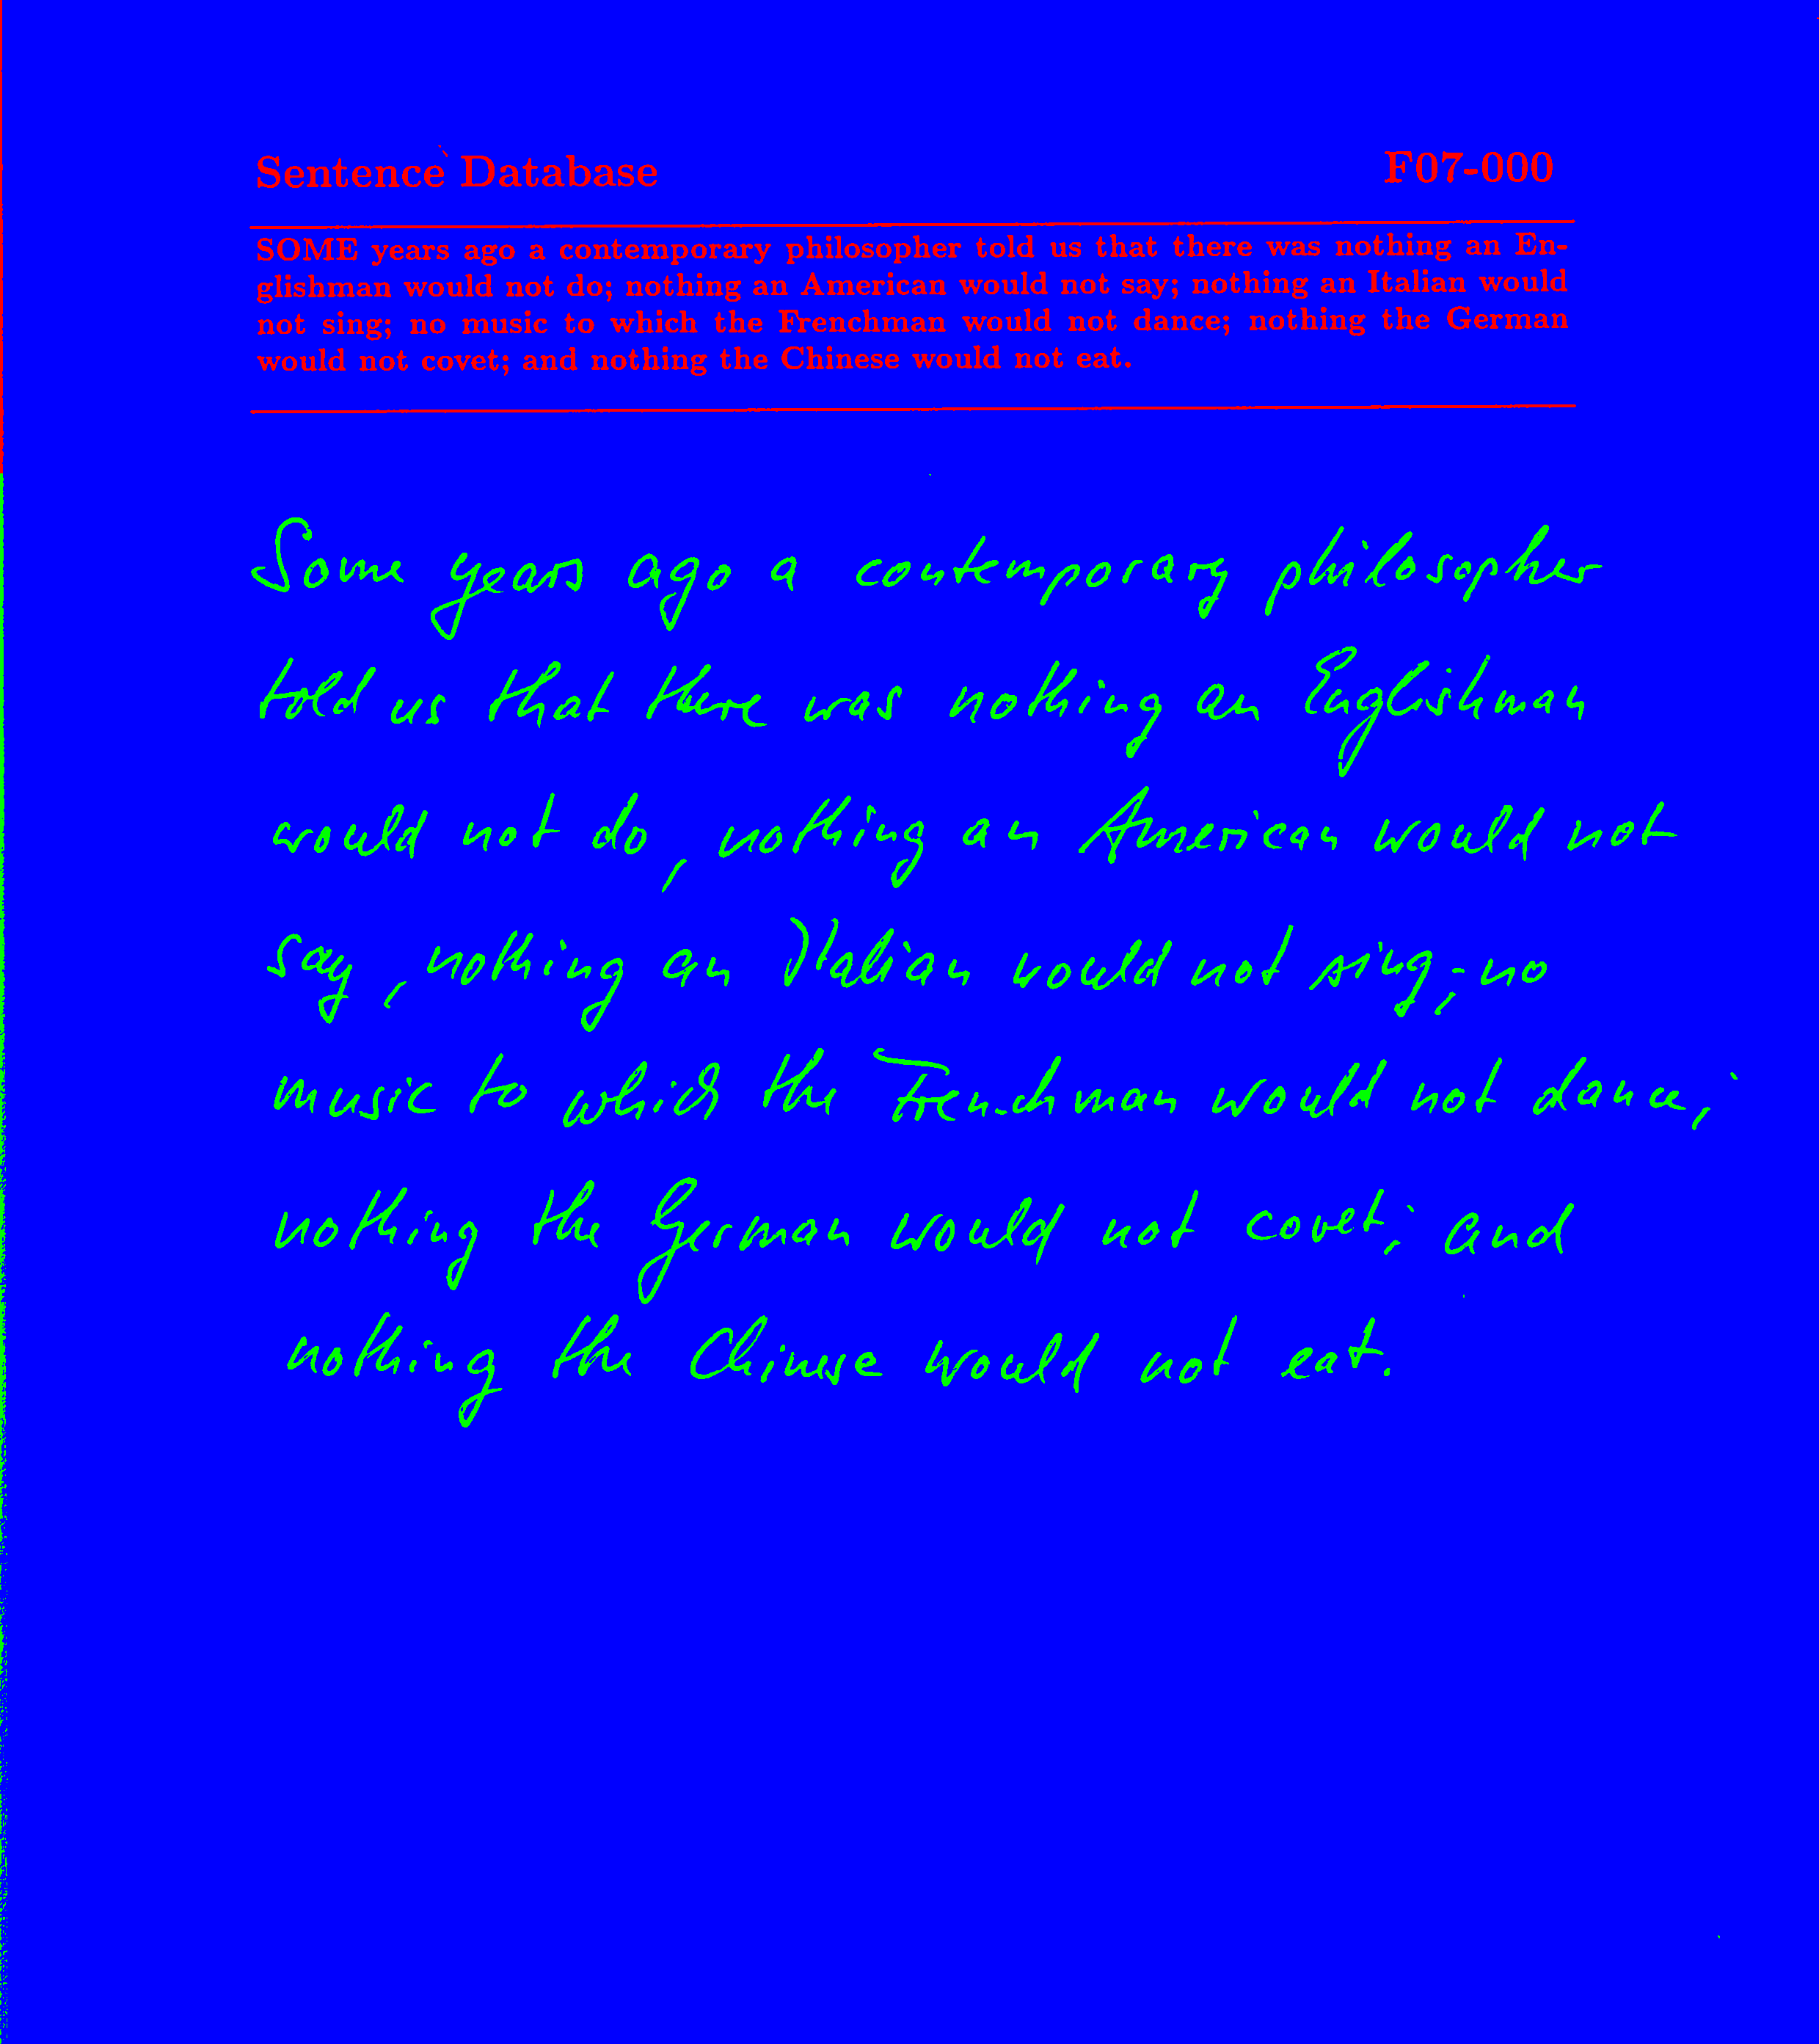 Sentence Database F07-000
SOME years ago a contemporary philosopher told us that there was nothing an En-
glishman would not do; nothing an American would not say; nothing an Italian would
not sing; no music to which the Frenchman would not dance; nothing the German
would not covet; and nothing the Chinese would not eat.
Some years ago a contemporary philosopher
told us that there was nothing an Englishman
would not do, nothing an American would not
say, nothing an Italian would not sing; no
music to which the Frenchman would not dance;
nothing the German would not covet; and
nothing the Chinese would not eat.